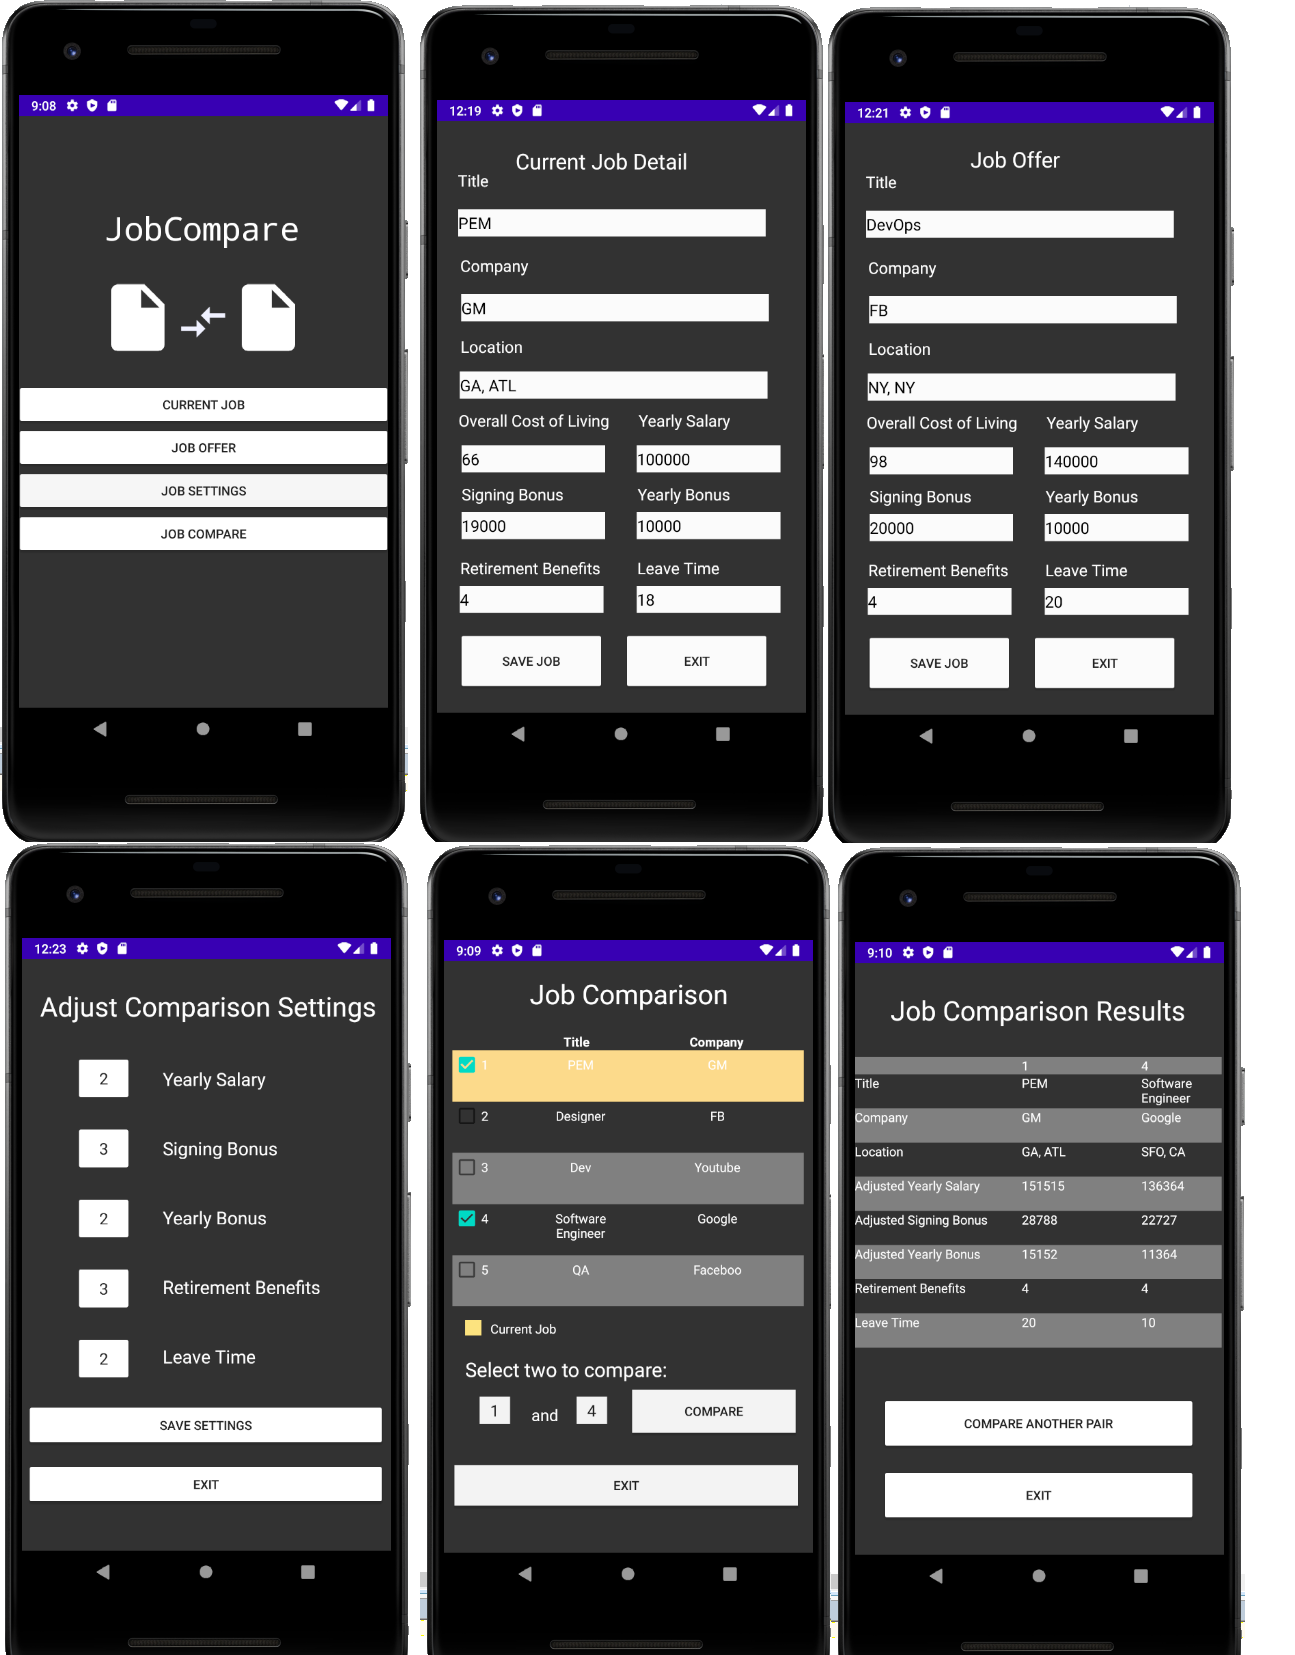 9:08
JobCompare
CURRENT JOB
JOB OFFER
JOB SETTINGS
JOB COMPARE
12:19
Current Job Detail
Title
PEM
Company
GM
Location
GA, ATL
Overall Cost of Living Yearly Salary
66 100000
Signing Bonus Yearly Bonus
19000 10000
Retirement Benefits Leave Time
4 18
SAVE JOB EXIT
12:21
Job Offer
Title
DevOps
Company
FB
Location
NY, NY
Overall Cost of Living Yearly Salary
98 140000
Signing Bonus Yearly Bonus
20000 10000
Retirement Benefits Leave Time
4 20
SAVE JOB EXIT
12:23
Adjust Comparison Settings
2 Yearly Salary
3 Signing Bonus
2 Yearly Bonus
3 Retirement Benefits
2 Leave Time
SAVE SETTINGS
EXIT
9:09
Job Comparison
Title Company
1 PEM GM
2 Designer FB
3 Dev Youtube
4 Software Google
Engineer
5 QA Faceboo
Current Job
Select two to compare:
1 and 4 COMPARE
EXIT
9:10
Job Comparison Results
1 4
Title PEM Software
Engineer
Company GM Google
Location GA, ATL SFO, CA
Adjusted Yearly Salary 151515 136364
Adjusted Signing Bonus 28788 22727
Adjusted Yearly Bonus 15152 11364
Retirement Benefits 4 4
Leave Time 20 10
COMPARE ANOTHER PAIR
EXIT